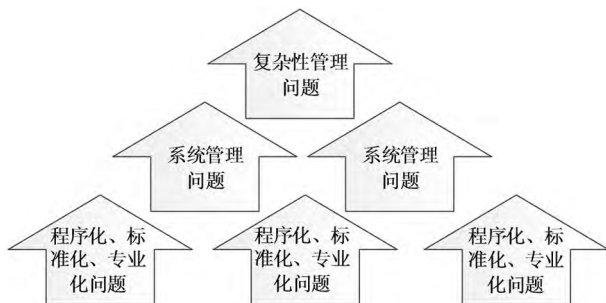 复杂性管理
问题
系统管理
问题
系统管理
问题
程序化、标
准化、专业
化问题
程序化、标
准化、专业
化问题
程序化、标
准化、专业
化问题